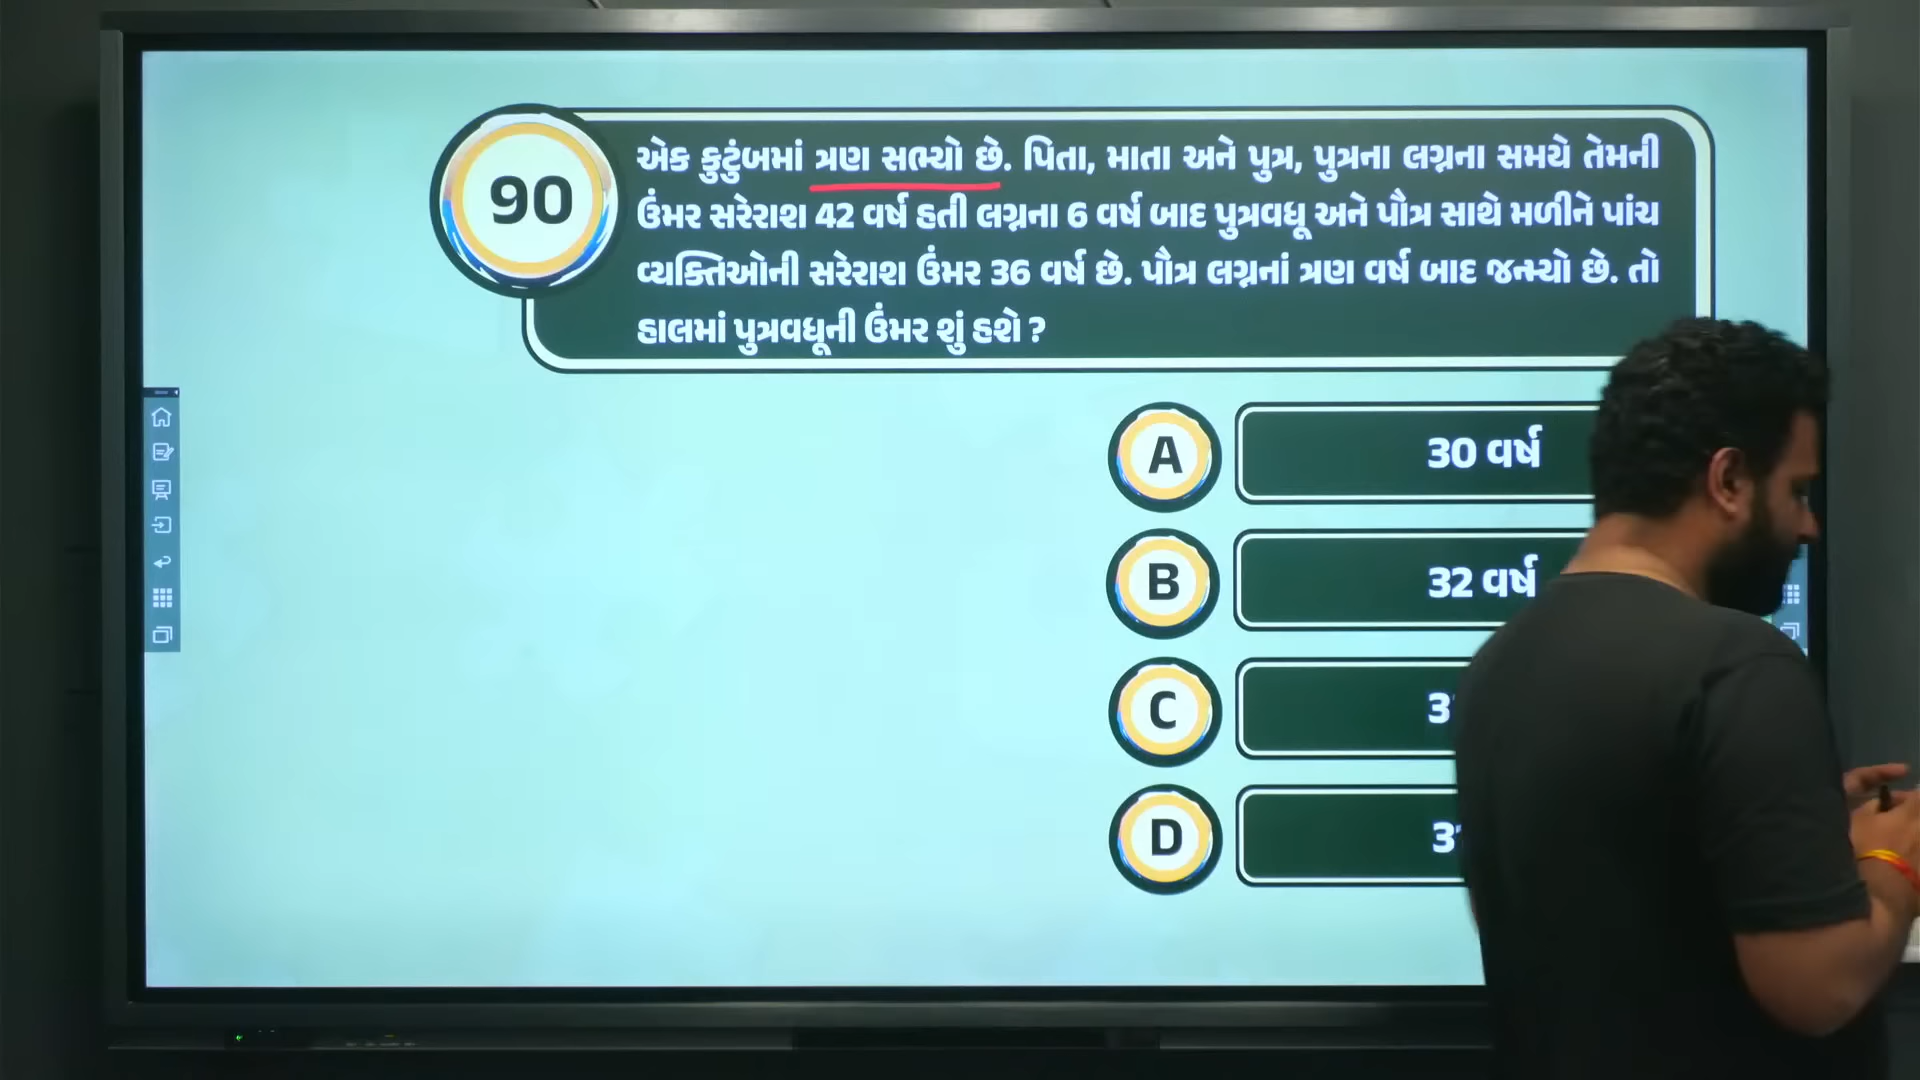 90
એક કુટુંબમાં ત્રણ સભ્યો છે. પિતા, માતા અને પુત્ર, પુત્રના લગ્નના સમયે તેમની
ઉંમર સરેરાશ 42 વર્ષ હતી લગ્નના 6 વર્ષ બાદ પુત્રવધૂ અને પૌત્ર સાથે મળીને પાંચ
વ્યક્તિઓની સરેરાશ ઉંમર 36 વર્ષ છે. પૌત્ર લગ્નનાં ત્રણ વર્ષ બાદ જન્મ્યો છે. તો
હાલમાં પુત્રવધૂની ઉંમર શું હશે ?
A 30 વર્ષ
B 32 વર્ષ
C
D